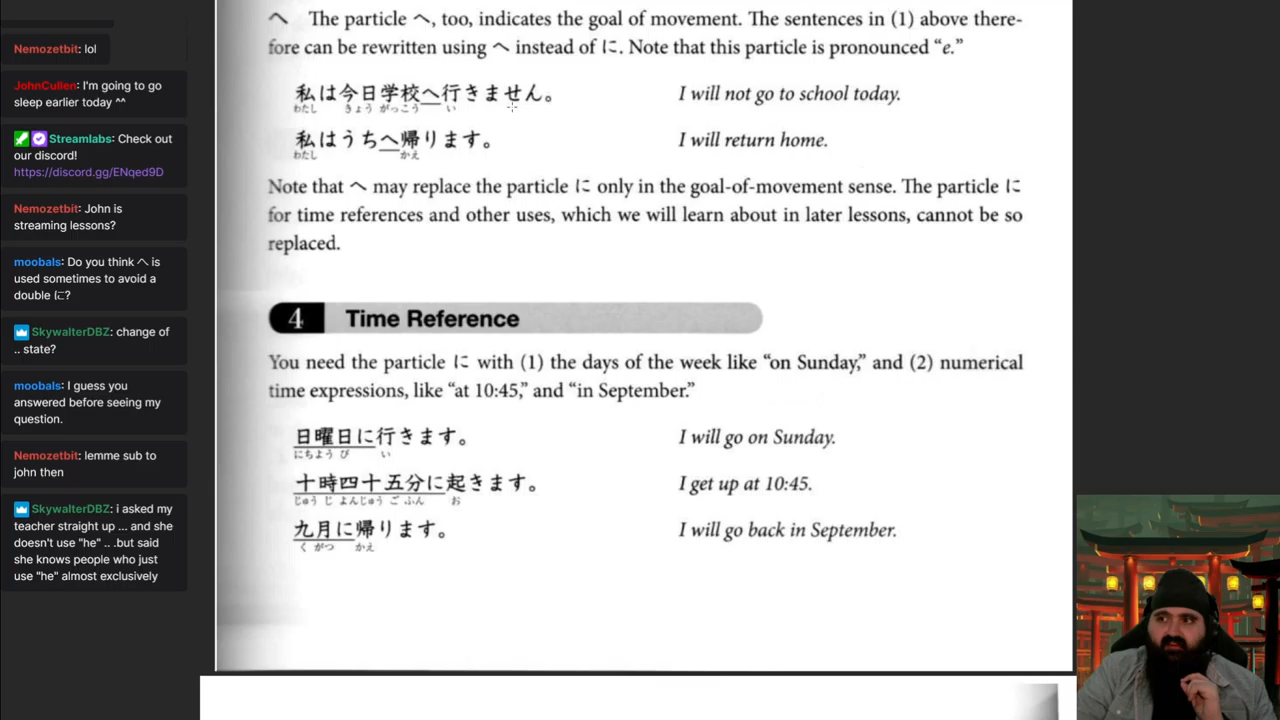 Nemozetbit: lol
JohnCullen: I'm going to go
sleep earlier today ^^
Streamlabs: Check out
our discord!
https://discord.gg/ENqed9D
Nemozetbit: John is
streaming lessons?
moobals: Do you think へ is
used sometimes to avoid a
double に?
SkywalterDBZ: change of
.. state?
moobals: I guess you
answered before seeing my
question.
Nemozetbit: lemme sub to
john then
SkywalterDBZ: i asked my
teacher straight up ... and she
doesn't use "he" .. .but said
she knows people who just
use "he" almost exclusively
へ The particle へ, too, indicates the goal of movement. The sentences in (1) above there-
fore can be rewritten using へ instead of に. Note that this particle is pronounced “e.”
私は今日学校へ行きません。 I will not go to school today.
わたし きょう がっこう い
私はうちへ帰ります。 I will return home.
わたし かえ
Note that へ may replace the particle に only in the goal-of-movement sense. The particle に
for time references and other uses, which we will learn about in later lessons, cannot be so
replaced.
4 Time Reference
You need the particle に with (1) the days of the week like “on Sunday,” and (2) numerical
time expressions, like “at 10:45,” and “in September.”
日曜日に行きます。 I will go on Sunday.
にちよう び い
十時四十五分に起きます。 I get up at 10:45.
じゅう じ よんじゅう ご ふん お
九月に帰ります。 I will go back in September.
く がつ かえ